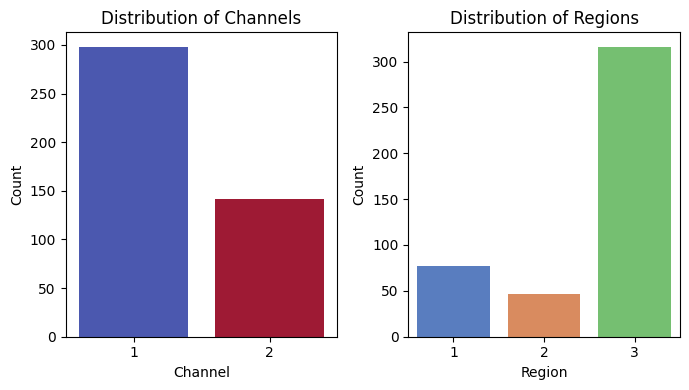 Distribution of Channels
300
250
200
150
100
50
0
Count
1 2
Channel
Distribution of Regions
300
250
200
150
100
50
0
Count
1 2 3
Region